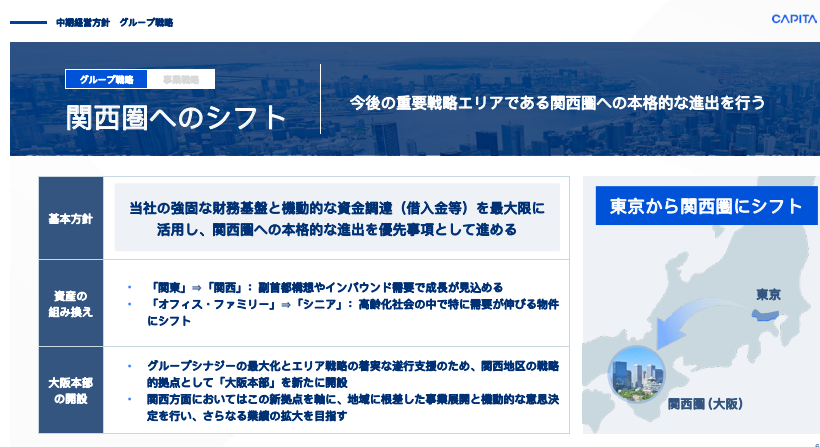 中期経営方針 グループ戦略
CAPITA
グループ戦略
事業戦略
関西圏へのシフト
今後の重要戦略エリアである関西圏への本格的な進出を行う
基本方針
当社の強固な財務基盤と機動的な資金調達（借入金等）を最大限に
活用し、関西圏への本格的な進出を優先事項として進める
資産の
組み換え
・ 「関東」⇒「関西」：副首都構想やインバウンド需要で成長が見込める
・ 「オフィス・ファミリー」⇒「シニア」：高齢化社会の中で特に需要が伸びる物件
にシフト
大阪本部
の開設
・ グループシナジーの最大化とエリア戦略の着実な遂行支援のため、関西地区の戦略
的拠点として「大阪本部」を新たに開設
・ 関西方面においてはこの新拠点を軸に、地域に根差した事業展開と機動的な意思決
定を行い、さらなる業績の拡大を目指す
東京から関西圏にシフト
東京
関西圏（大阪）